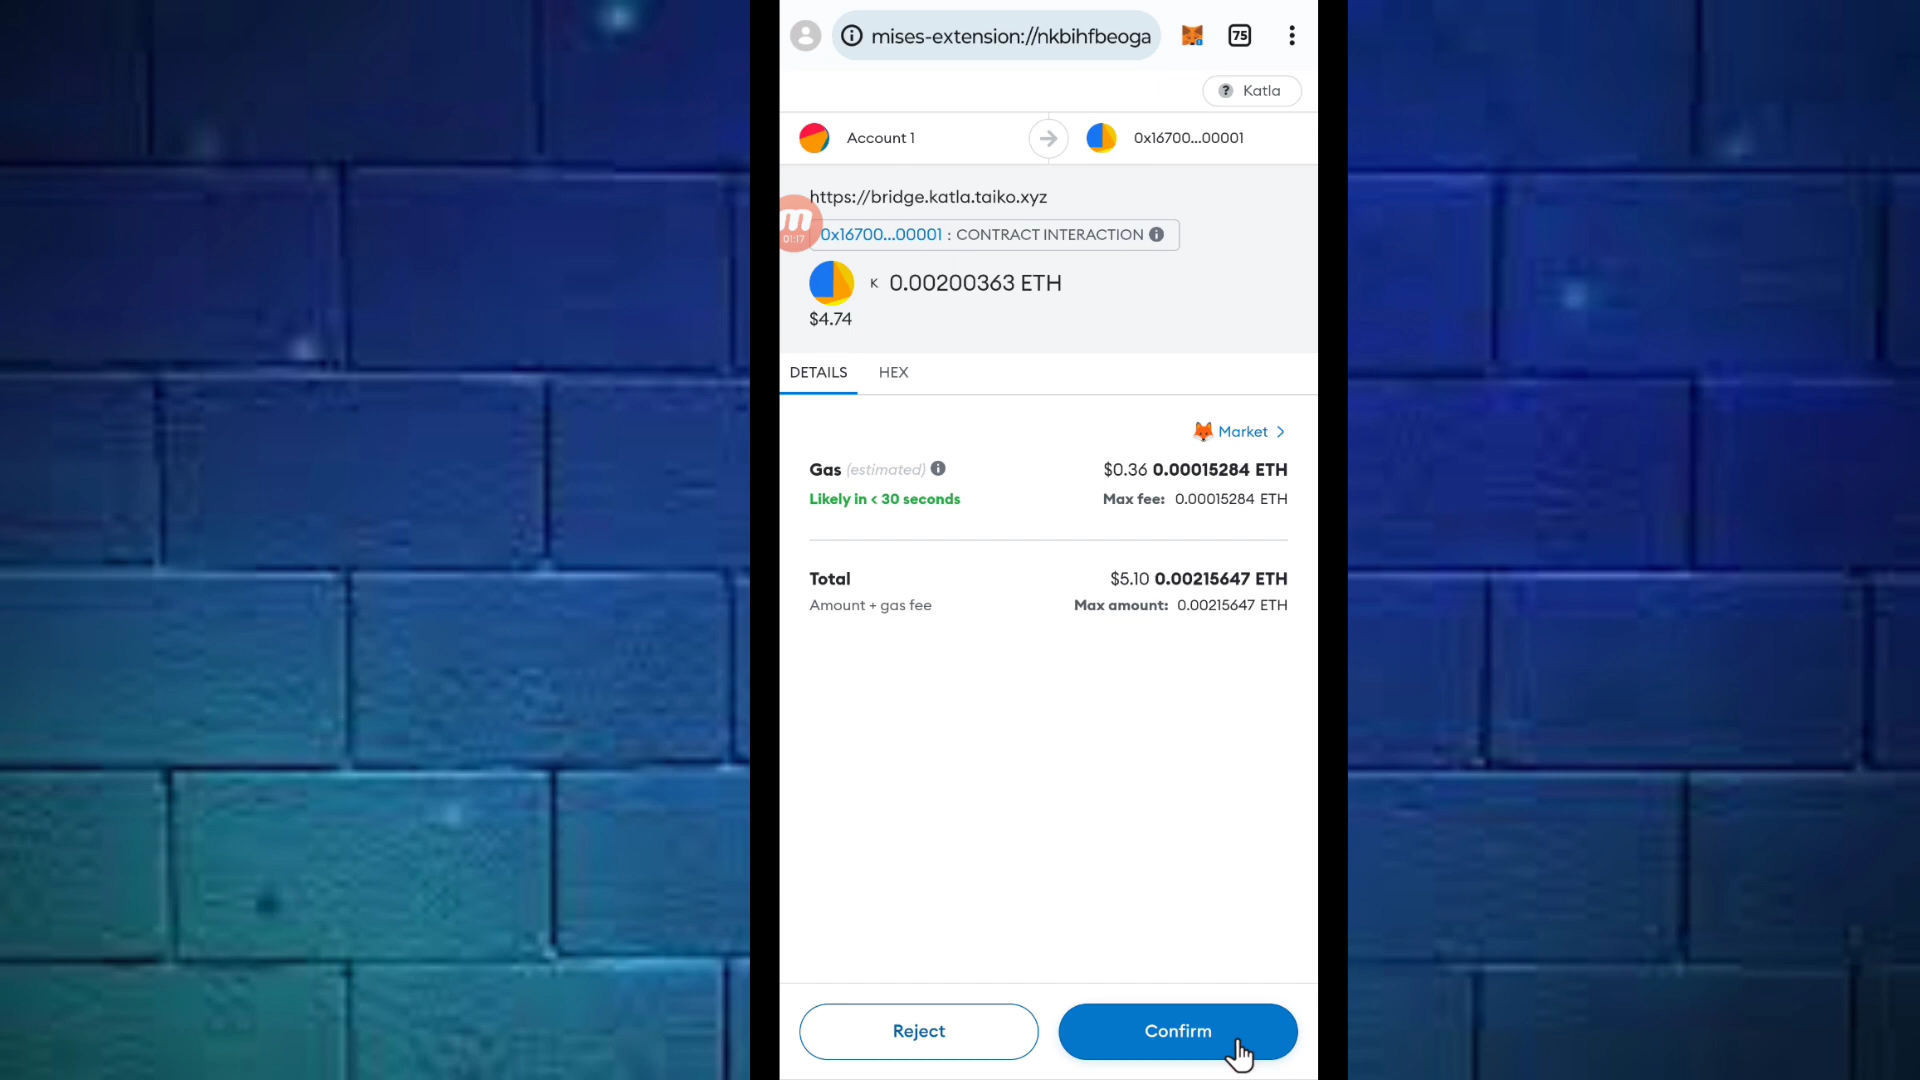 mises-extension://nkbihfbeoga
75
? Katla
Account 1
0x16700...00001
https://bridge.katla.taiko.xyz
m
01:17
0x16700...00001 : CONTRACT INTERACTION
K 0.00200363 ETH
$4.74
DETAILS HEX
Market >
Gas (estimated) $0.36 0.00015284 ETH
Likely in < 30 seconds Max fee: 0.00015284 ETH
Total $5.10 0.00215647 ETH
Amount + gas fee Max amount: 0.00215647 ETH
Reject Confirm